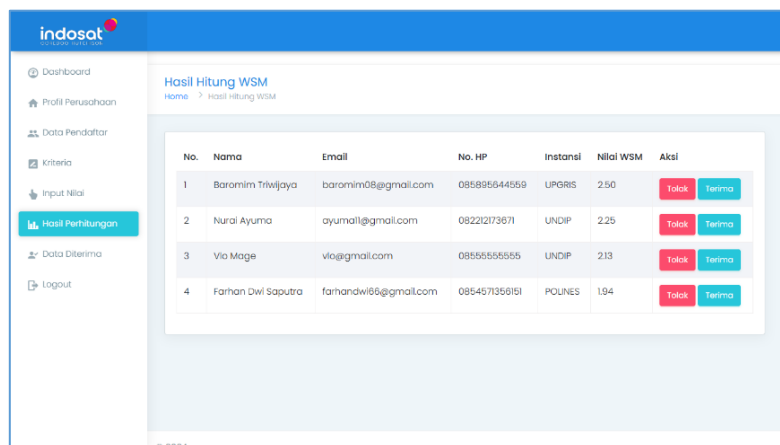 indosat
Dashboard
Profil Perusahaan
Data Pendaftar
Kriteria
Input Nilai
Hasil Perhitungan
Data Diterima
Logout
Hasil Hitung WSM
Home > Hasil Hitung WSM
No. Nama Email No. HP Instansi Nilai WSM Aksi
1 Baromim Triwijaya baromim08@gmail.com 085895644559 UPGRIS 2.50 Tolak Terima
2 Nurai Ayuma ayuma11@gmail.com 082212173671 UNDIP 2.25 Tolak Terima
3 Vio Mage vio@gmail.com 08555555555 UNDIP 2.13 Tolak Terima
4 Farhan Dwi Saputra farhandwi66@gmail.com 085457135615​1 POLINES 1.94 Tolak Terima